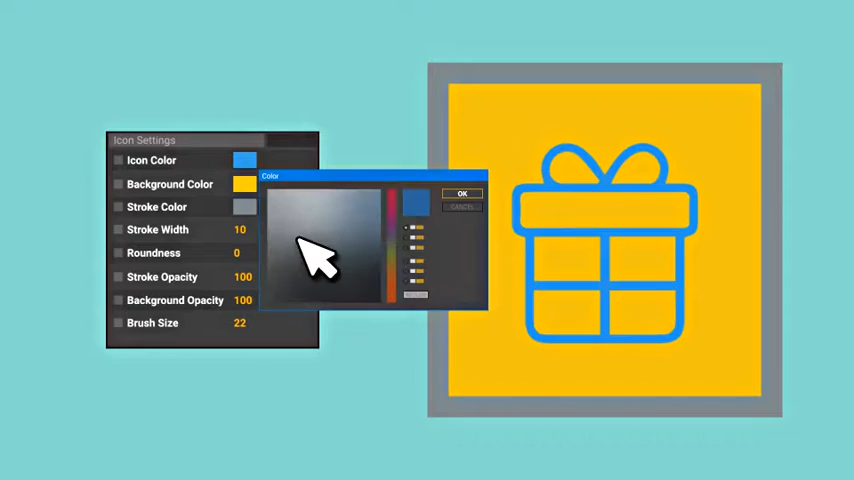 Icon Settings
Icon Color
Background Color
Stroke Color
Stroke Width 10
Roundness 0
Stroke Opacity 100
Background Opacity 100
Brush Size 22
Color
OK
CANCEL